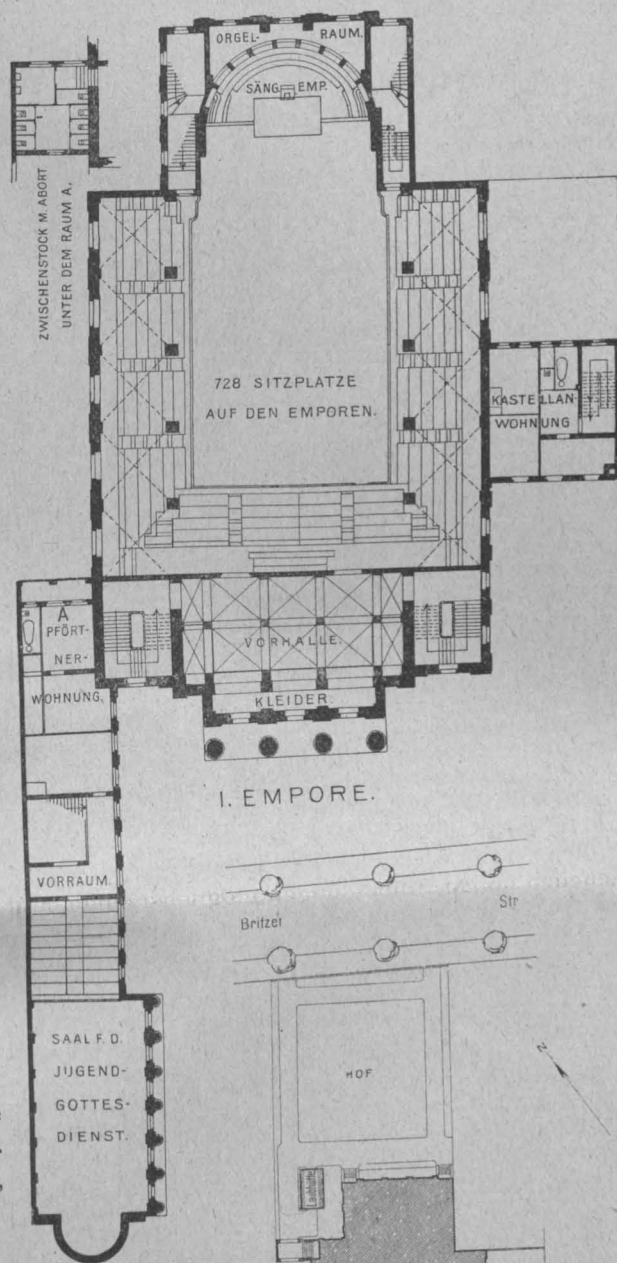 ORGEL- RAUM.
SÄNG. EMP.
ZWISCHENSTOCK M. ABORT
UNTER DEM RAUM A.
728 SITZPLATZE
AUF DEN EMPOREN.
KASTELLAN-
WOHNUNG
A
PFÖRT-
NER-
WOHNUNG.
VORHALLE.
KLEIDER.
I. EMPORE.
VORRAUM.
Britzer Str
SAAL F. D.
JUGEND-
GOTTES-
DIENST.
HOF
N